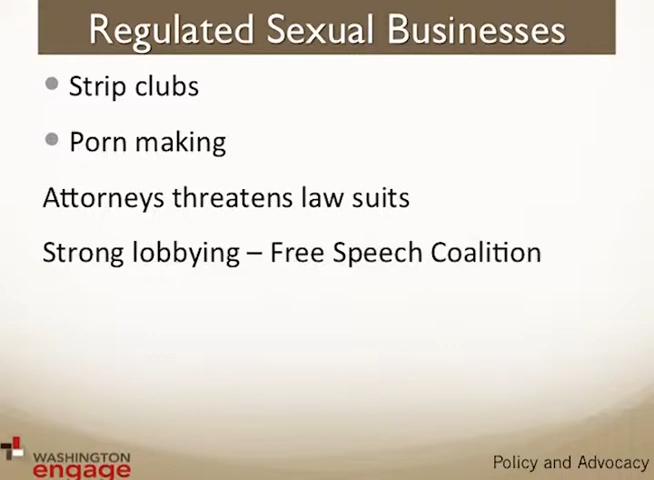 Regulated Sexual Businesses
Strip clubs
Porn making
Attorneys threatens law suits
Strong lobbying – Free Speech Coalition
WASHINGTON
engage
Policy and Advocacy